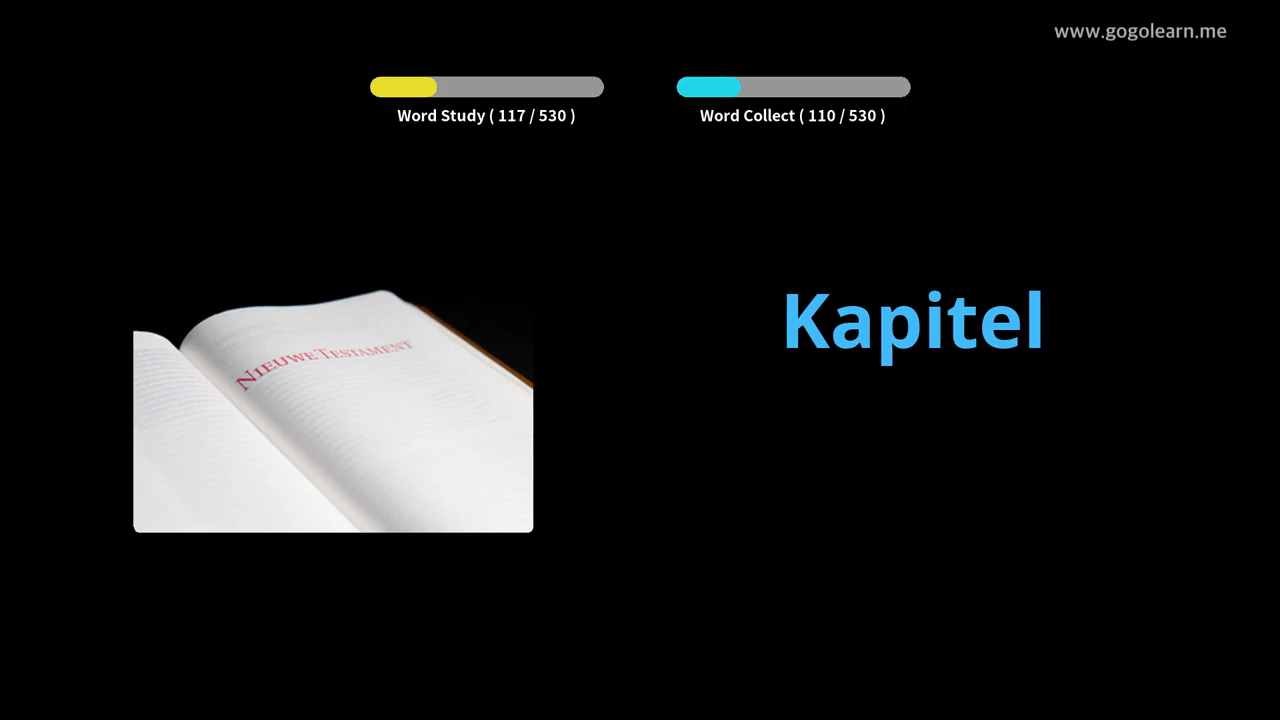 www.gogolearn.me
Word Study ( 117 / 530 )
Word Collect ( 110 / 530 )
Kapitel
NIEUWE TESTAMENT